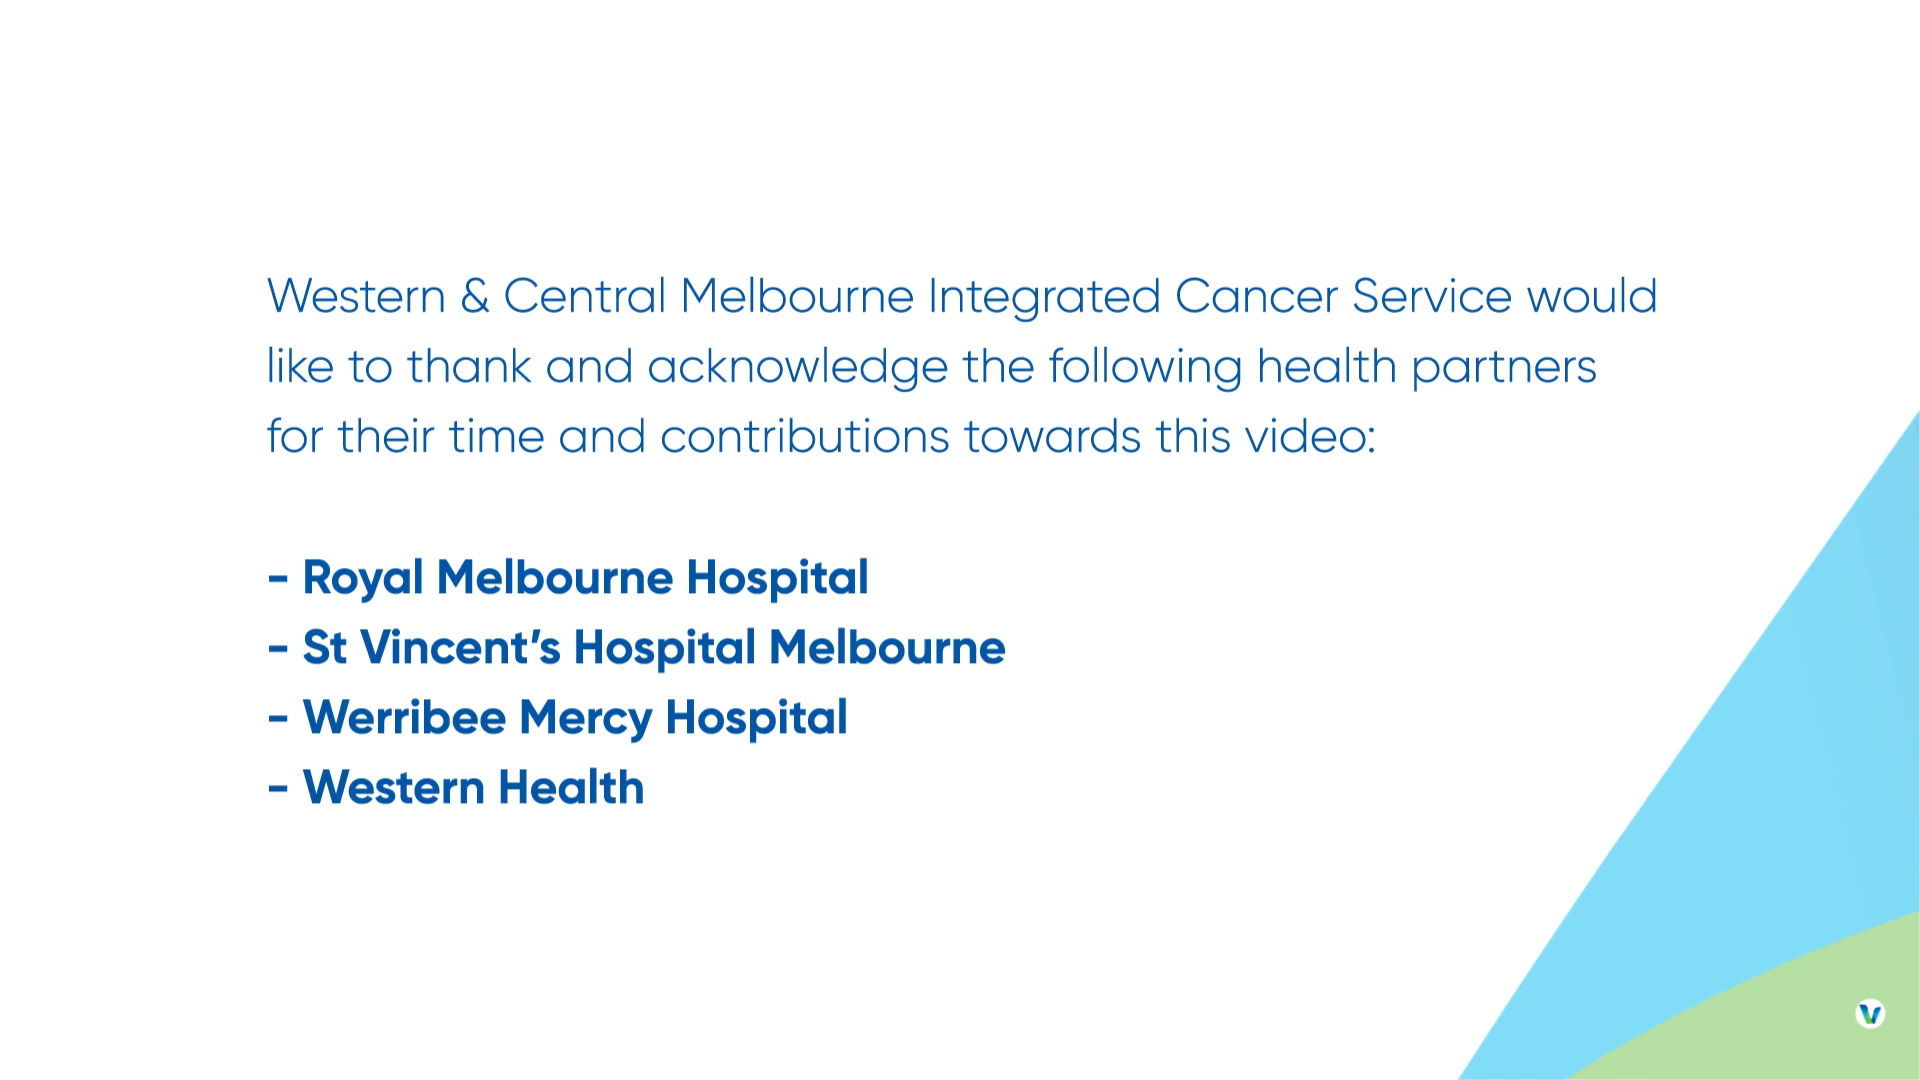 Western & Central Melbourne Integrated Cancer Service would
like to thank and acknowledge the following health partners
for their time and contributions towards this video:
- Royal Melbourne Hospital
- St Vincent’s Hospital Melbourne
- Werribee Mercy Hospital
- Western Health